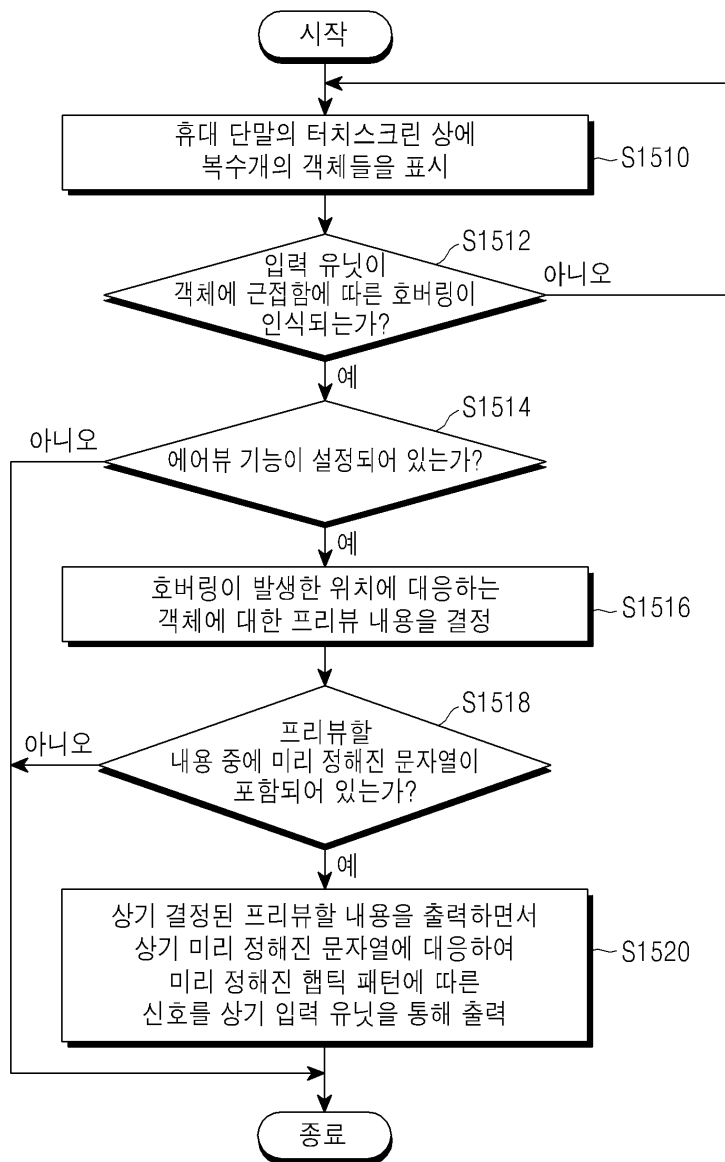 시작
휴대 단말의 터치스크린 상에
복수개의 객체들을 표시
S1510
S1512
입력 유닛이
객체에 근접함에 따른 호버링이
인식되는가?
아니오
예
S1514
아니오
에어뷰 기능이 설정되어 있는가?
예
호버링이 발생한 위치에 대응하는
객체에 대한 프리뷰 내용을 결정
S1516
S1518
아니오
프리뷰할
내용 중에 미리 정해진 문자열이
포함되어 있는가?
예
상기 결정된 프리뷰할 내용을 출력하면서
상기 미리 정해진 문자열에 대응하여
미리 정해진 햅틱 패턴에 따른
신호를 상기 입력 유닛을 통해 출력
S1520
종료